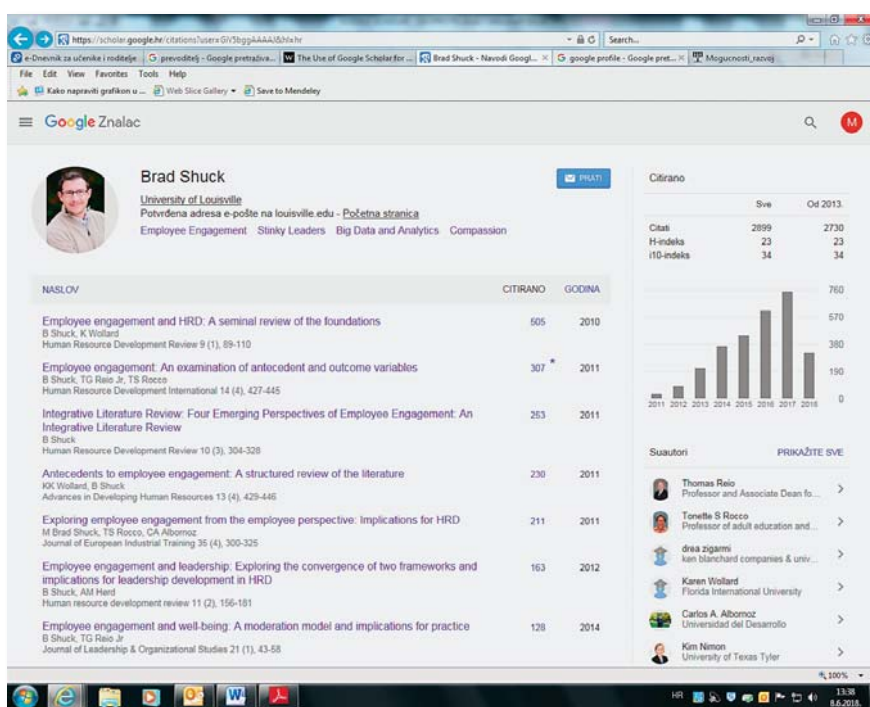 https://scholar.google.hr/citations?user=GIV5bggAAAAJ&hl=hr
Search...
e-Dnevnik za učenike i roditelje
prevoditelj - Google pretraživa...
The Use of Google Scholar for ...
Brad Shuck - Navodi Googl...
google profile - Google pret...
Mogucnosti_razvoj
File Edit View Favorites Tools Help
Kako napraviti grafikon u ...
Web Slice Gallery
Save to Mendeley
Google Znalac
M
Brad Shuck
University of Louisville
Potvrđena adresa e-pošte na louisville.edu - Početna stranica
Employee Engagement Stinky Leaders Big Data and Analytics Compassion
PRATI
NASLOV CITIRANO GODINA
Employee engagement and HRD: A seminal review of the foundations 605 2010
B Shuck, K Wollard
Human Resource Development Review 9 (1), 89-110
Employee engagement: An examination of antecedent and outcome variables 307 * 2011
B Shuck, TG Reio Jr, TS Rocco
Human Resource Development International 14 (4), 427-445
Integrative Literature Review: Four Emerging Perspectives of Employee Engagement: An 253 2011
Integrative Literature Review
B Shuck
Human Resource Development Review 10 (3), 304-328
Antecedents to employee engagement: A structured review of the literature 230 2011
KK Wollard, B Shuck
Advances in Developing Human Resources 13 (4), 429-446
Exploring employee engagement from the employee perspective: Implications for HRD 211 2011
M Brad Shuck, TS Rocco, CA Albornoz
Journal of European Industrial Training 35 (4), 300-325
Employee engagement and leadership: Exploring the convergence of two frameworks and 163 2012
implications for leadership development in HRD
B Shuck, AM Herd
Human resource development review 11 (2), 156-181
Employee engagement and well-being: A moderation model and implications for practice 128 2014
B Shuck, TG Reio Jr
Journal of Leadership & Organizational Studies 21 (1), 43-58
Citirano
Sve Od 2013.
Citati 2899 2730
H-indeks 23 23
i10-indeks 34 34
760
570
380
190
0
2011 2012 2013 2014 2015 2016 2017 2018
Suautori PRIKAŽITE SVE
Thomas Reio
Professor and Associate Dean fo...
Tonette S Rocco
Professor of adult education and...
drea zigarmi
ken blanchard companies & univ...
Karen Wollard
Florida International University
Carlos A. Albornoz
Universidad del Desarrollo
Kim Nimon
University of Texas Tyler
100%
HR
13:38
8.6.2018.